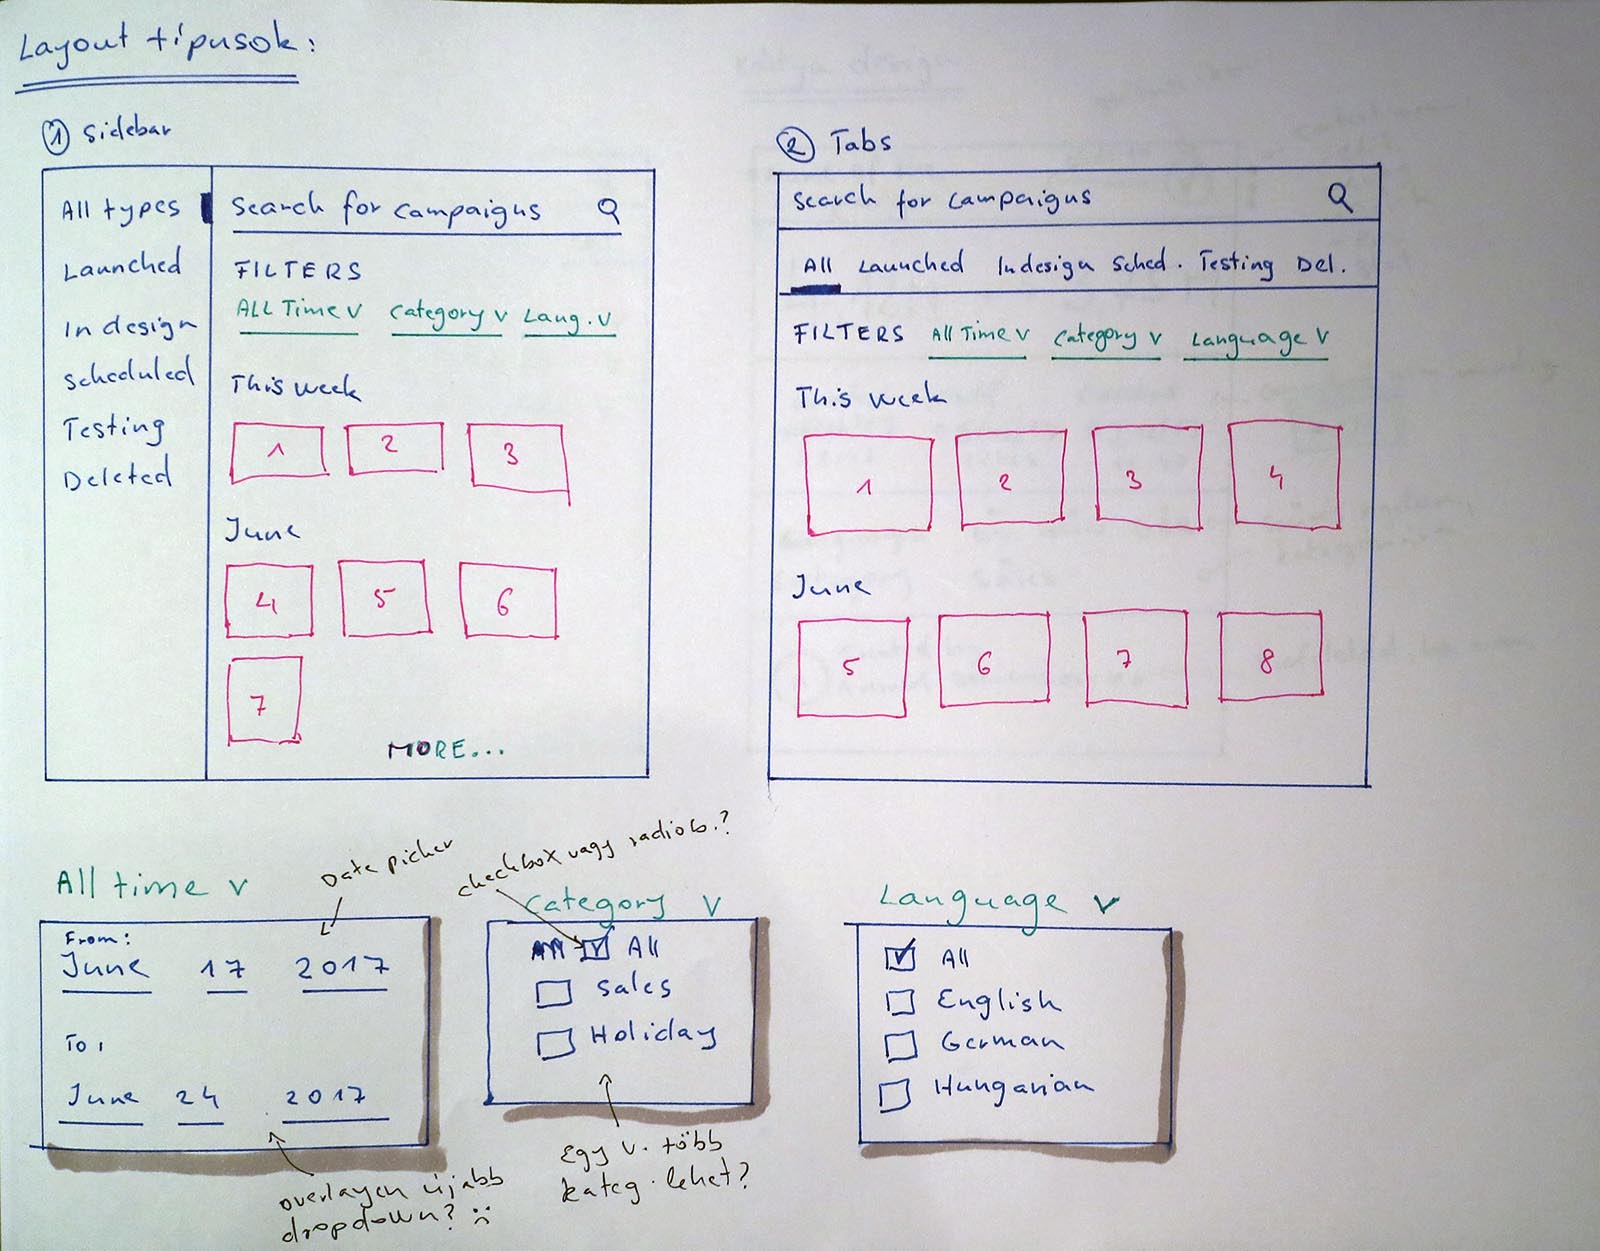 Layout típusok:
1 Sidebar
All types
Launched
In design
Scheduled
Testing
Deleted
Search for campaigns
FILTERS
All Time v Category v Lang. v
This week
1 2 3
June
4 5 6
7
MORE...
2 Tabs
Search for campaigns
All Launched In design Sched. Testing Del.
FILTERS All Time v Category v Language v
This week
1 2 3 4
June
5 6 7 8
All time v
Date picker
From:
June 17 2017
To:
June 24 2017
overlayen újabb
dropdown? :(
checkbox vagy radiob.?
Category v
All
Sales
Holiday
Egy v. több
kateg. lehet?
Language v
All
English
German
Hungarian